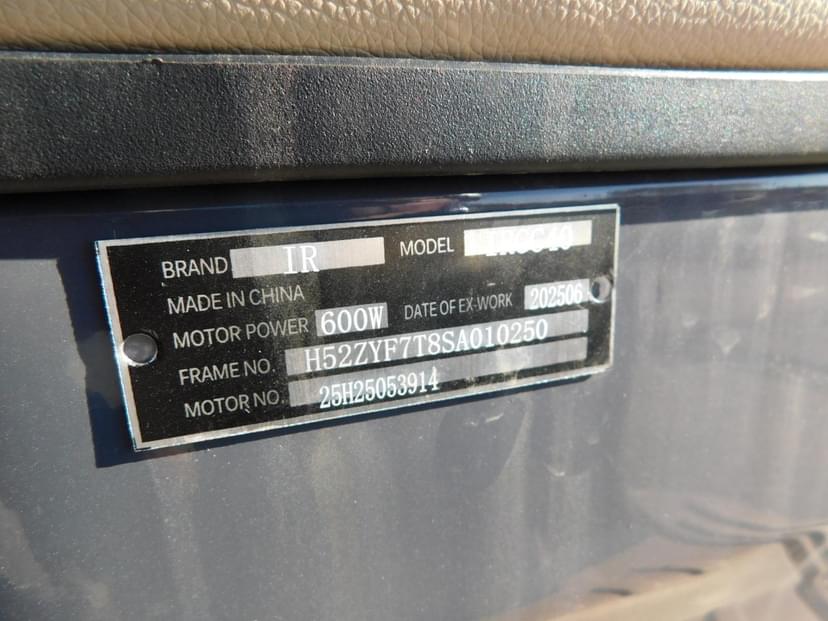 BRAND IR MODEL
MADE IN CHINA
MOTOR POWER 600W DATE OF EX-WORK 202506
FRAME NO. H52ZYF7T8SA010250
MOTOR NO. 25H25053914